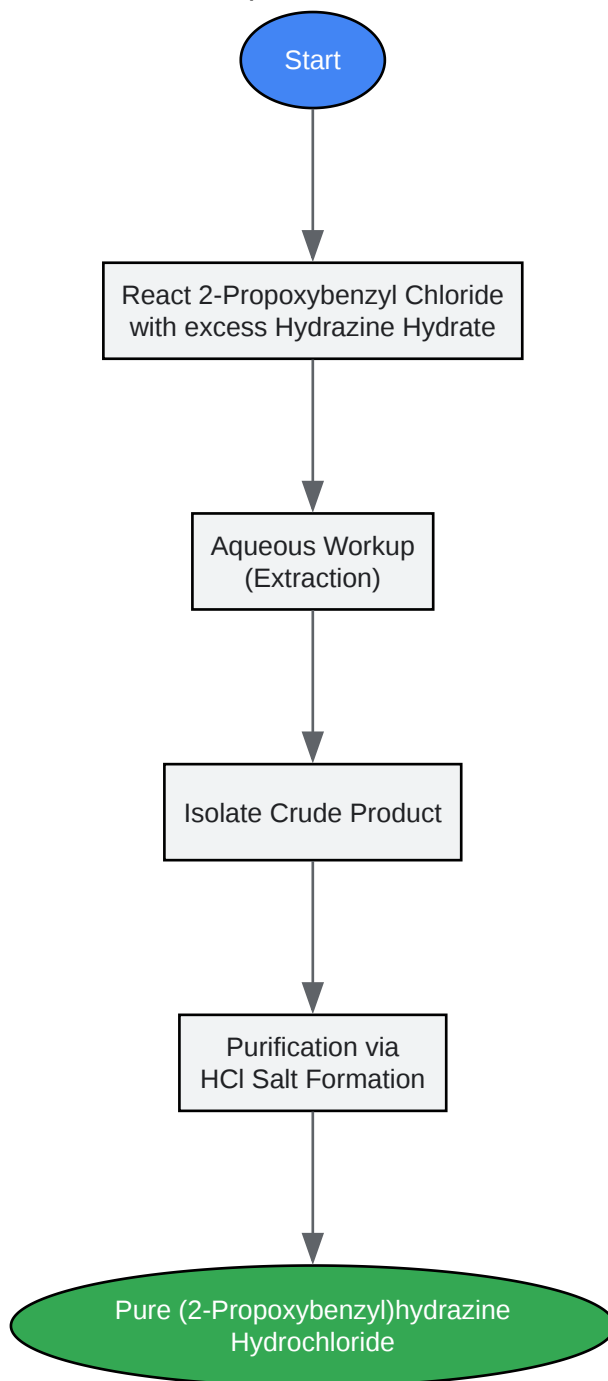 Start
React 2-Propoxybenzyl Chloride
with excess Hydrazine Hydrate
Aqueous Workup
(Extraction)
Isolate Crude Product
Purification via
HCl Salt Formation
Pure (2-Propoxybenzyl)hydrazine
Hydrochloride